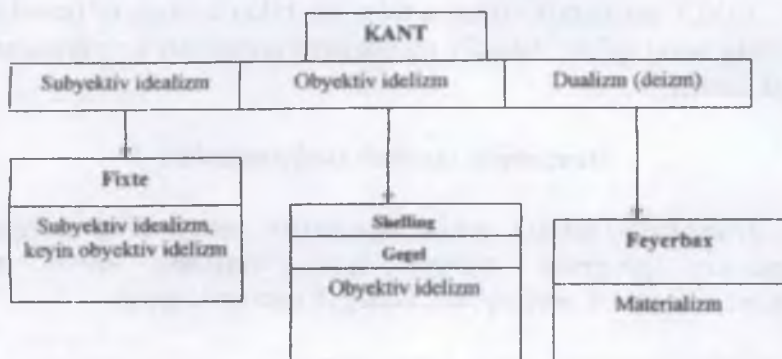 KANT
Subyektiv idealizm
Obyektiv idelizm
Dualizm (deizm)
Fixte
Subyektiv idealizm,
keyin obyektiv idelizm
Shelling
Gegel
Obyektiv idelizm
Feyerbax
Materializm